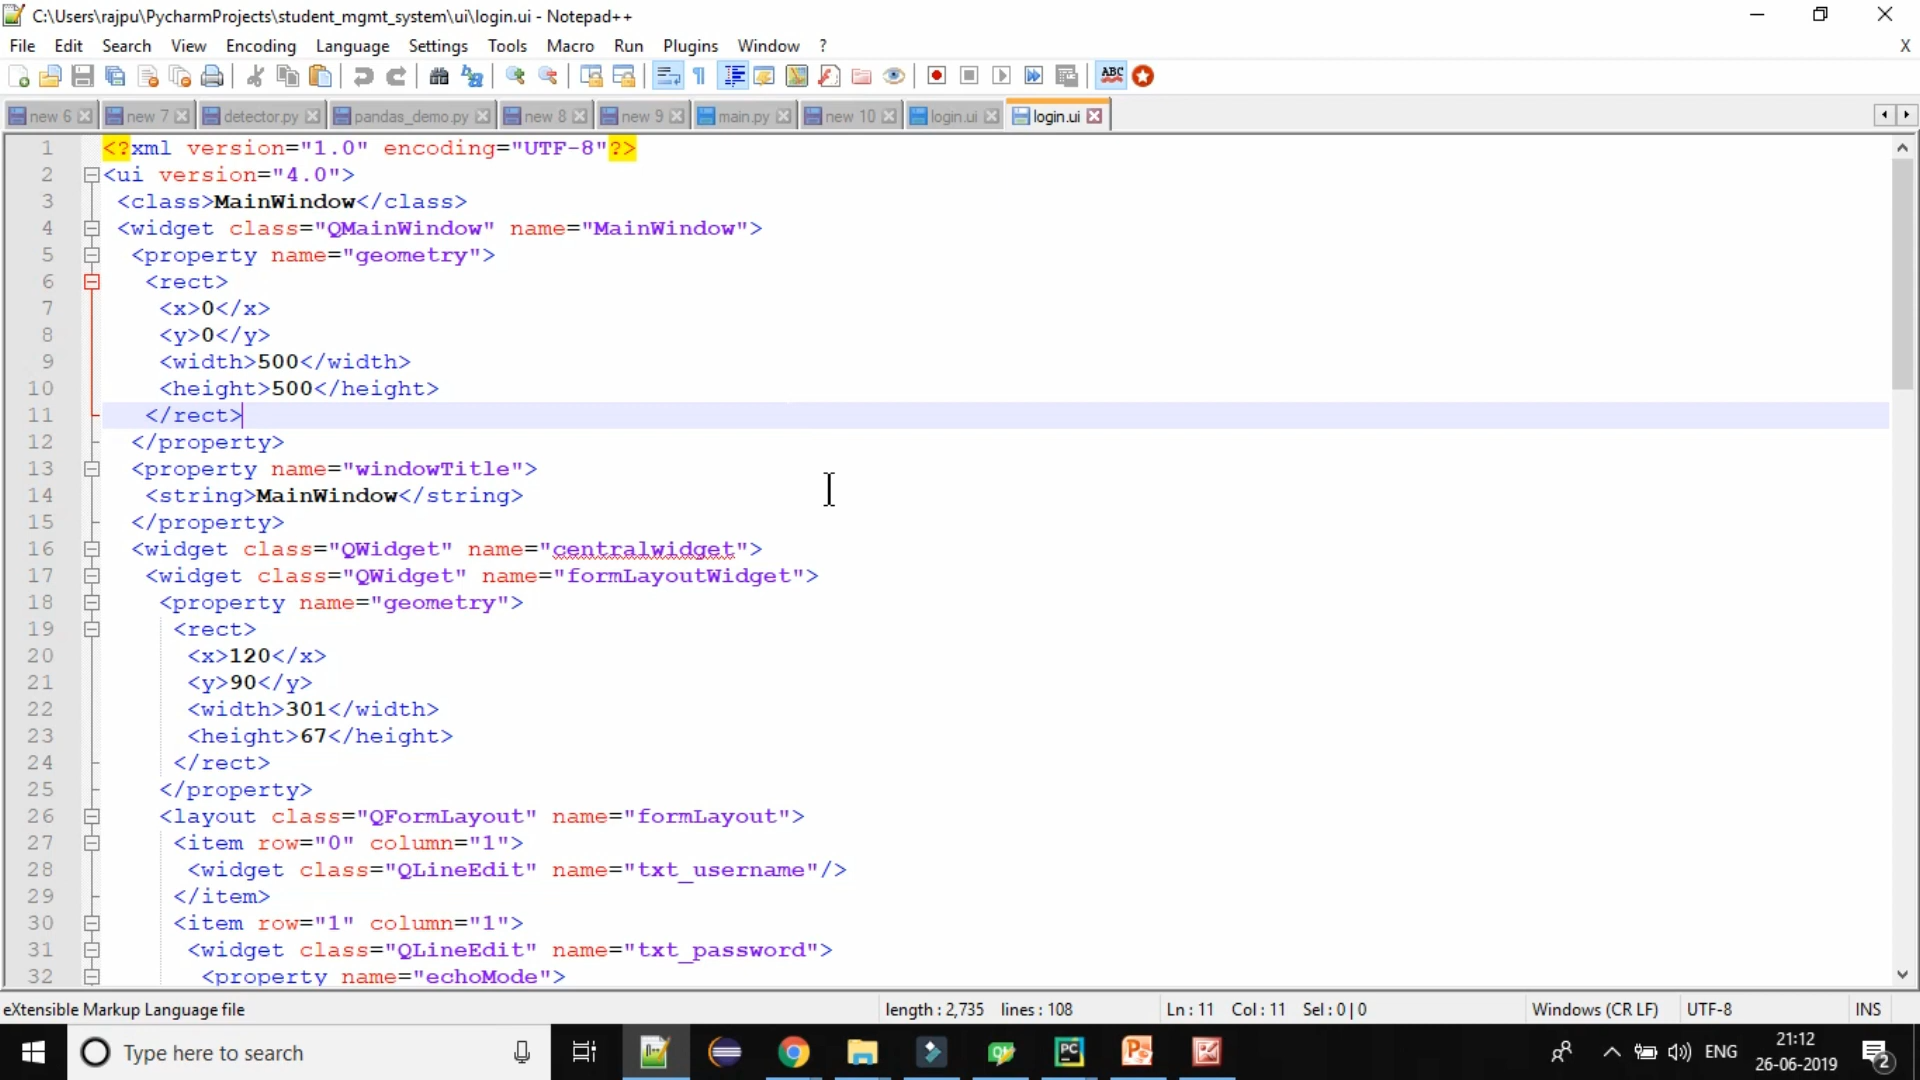 C:\Users\rajpu\PycharmProjects\student_mgmt_system\ui\login.ui - Notepad++
File Edit Search View Encoding Language Settings Tools Macro Run Plugins Window ? X
ABC
new 6 new 7 detector.py pandas_demo.py new 8 new 9 main.py new 10 login.ui login.ui
1 <?xml version="1.0" encoding="UTF-8"?>
2 <ui version="4.0">
3 <class>MainWindow</class>
4 <widget class="QMainWindow" name="MainWindow">
5 <property name="geometry">
6 <rect>
7 <x>0</x>
8 <y>0</y>
9 <width>500</width>
10 <height>500</height>
11 </rect>
12 </property>
13 <property name="windowTitle">
14 <string>MainWindow</string>
15 </property>
16 <widget class="QWidget" name="centralwidget">
17 <widget class="QWidget" name="formLayoutWidget">
18 <property name="geometry">
19 <rect>
20 <x>120</x>
21 <y>90</y>
22 <width>301</width>
23 <height>67</height>
24 </rect>
25 </property>
26 <layout class="QFormLayout" name="formLayout">
27 <item row="0" column="1">
28 <widget class="QLineEdit" name="txt_username"/>
29 </item>
30 <item row="1" column="1">
31 <widget class="QLineEdit" name="txt_password">
32 <property name="echoMode">
eXtensible Markup Language file length : 2,735 lines : 108 Ln : 11 Col : 11 Sel : 0 | 0 Windows (CR LF) UTF-8 INS
Type here to search ENG 21:12
26-06-2019 2